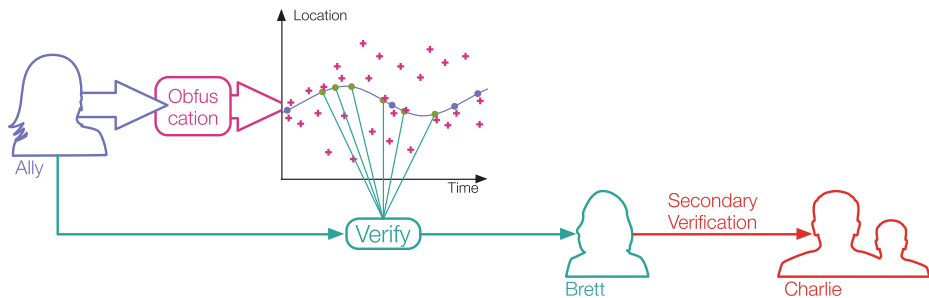 Location
Obfus
cation
Ally
Time
Verify
Secondary
Verification
Brett
Charlie